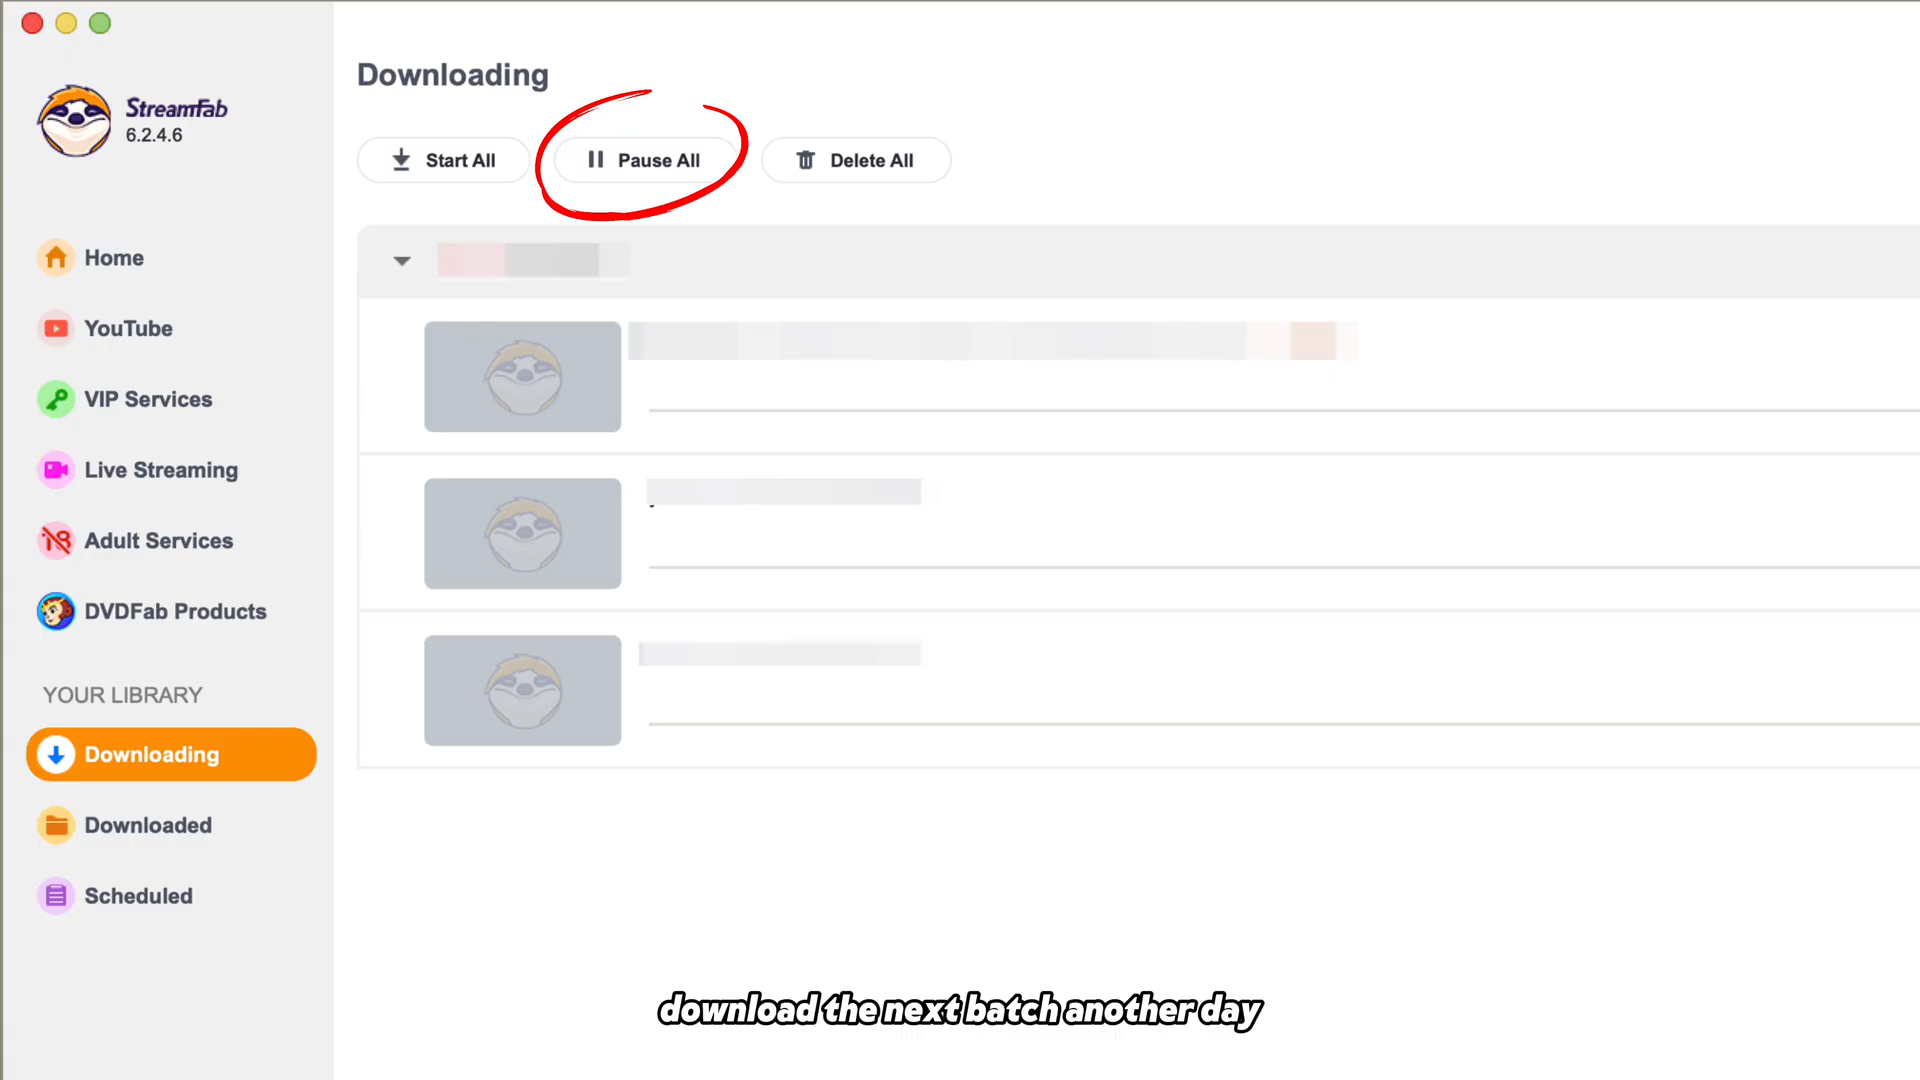 StreamFab
6.2.4.6
Home
YouTube
VIP Services
Live Streaming
Adult Services
DVDFab Products
YOUR LIBRARY
Downloading
Downloaded
Scheduled
Downloading
Start All
Pause All
Delete All
download the next batch another day